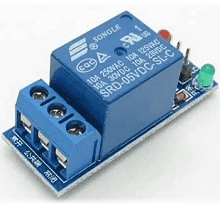 SONGLE
10A 250VAC 10A 125VAC
10A 30VDC 10A 28VDC
SRD-05VDC-SL-C